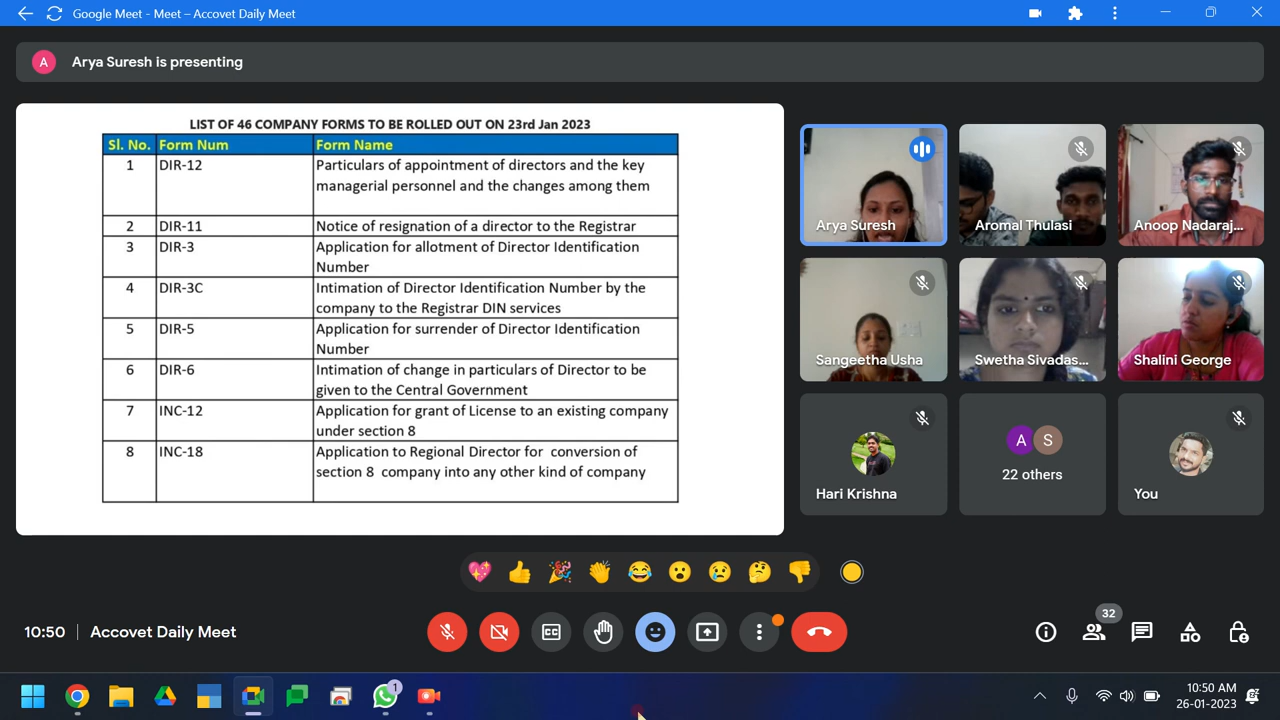 Google Meet - Meet – Accovet Daily Meet
A
Arya Suresh is presenting
LIST OF 46 COMPANY FORMS TO BE ROLLED OUT ON 23rd Jan 2023
Sl. No. Form Num Form Name
1 DIR-12 Particulars of appointment of directors and the key
managerial personnel and the changes among them
2 DIR-11 Notice of resignation of a director to the Registrar
3 DIR-3 Application for allotment of Director Identification
Number
4 DIR-3C Intimation of Director Identification Number by the
company to the Registrar DIN services
5 DIR-5 Application for surrender of Director Identification
Number
6 DIR-6 Intimation of change in particulars of Director to be
given to the Central Government
7 INC-12 Application for grant of License to an existing company
under section 8
8 INC-18 Application to Regional Director for conversion of
section 8 company into any other kind of company
Arya Suresh
Aromal Thulasi
Anoop Nadaraj...
Sangeetha Usha
Swetha Sivadas...
Shalini George
Hari Krishna
A S
22 others
You
10:50 Accovet Daily Meet
CC
32
1
10:50 AM
26-01-2023